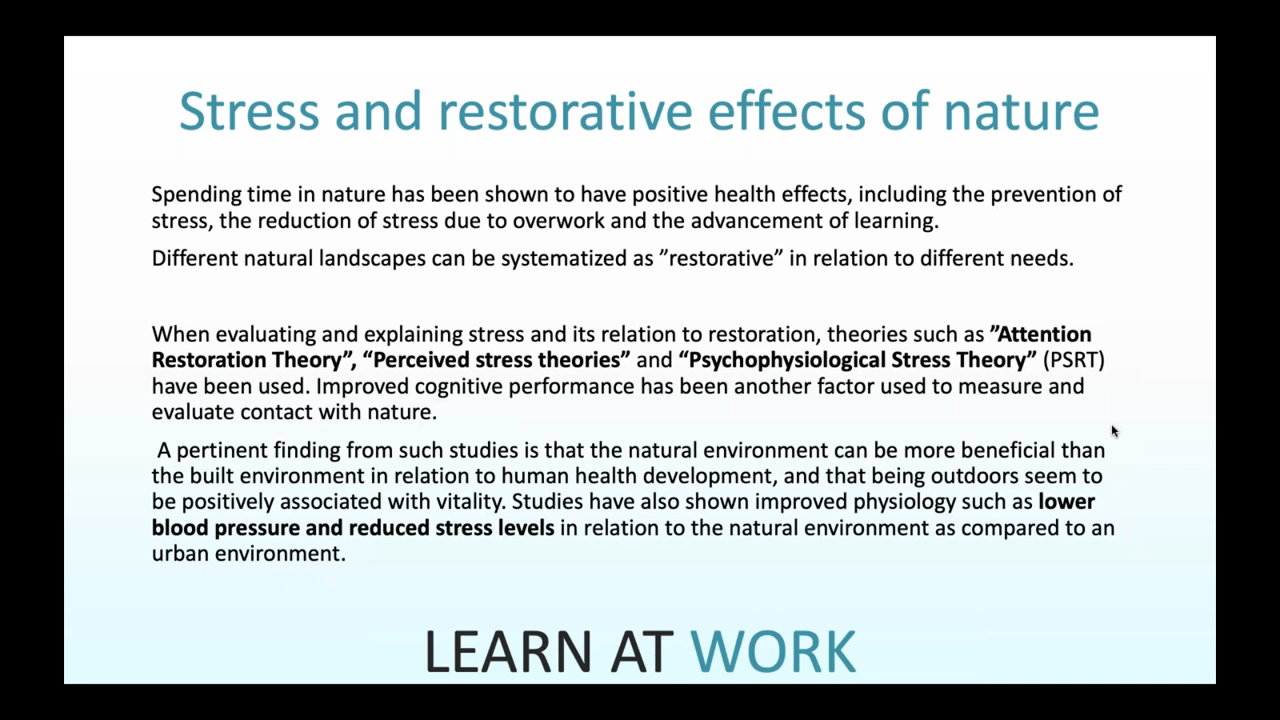 Stress and restorative effects of nature
Spending time in nature has been shown to have positive health effects, including the prevention of
stress, the reduction of stress due to overwork and the advancement of learning.
Different natural landscapes can be systematized as ”restorative” in relation to different needs.
When evaluating and explaining stress and its relation to restoration, theories such as ”Attention
Restoration Theory”, “Perceived stress theories” and “Psychophysiological Stress Theory” (PSRT)
have been used. Improved cognitive performance has been another factor used to measure and
evaluate contact with nature.
A pertinent finding from such studies is that the natural environment can be more beneficial than
the built environment in relation to human health development, and that being outdoors seem to
be positively associated with vitality. Studies have also shown improved physiology such as lower
blood pressure and reduced stress levels in relation to the natural environment as compared to an
urban environment.
LEARN AT WORK